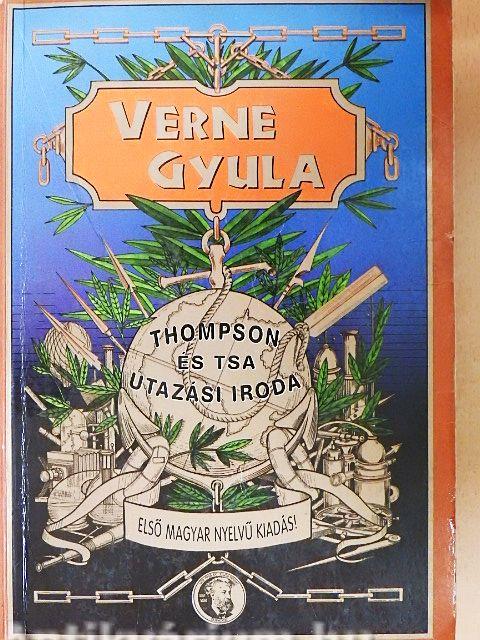 VERNE
GYULA
THOMPSON
ÉS TSA
UTAZÁSI IRODA
ELSŐ MAGYAR NYELVŰ KIADÁS!